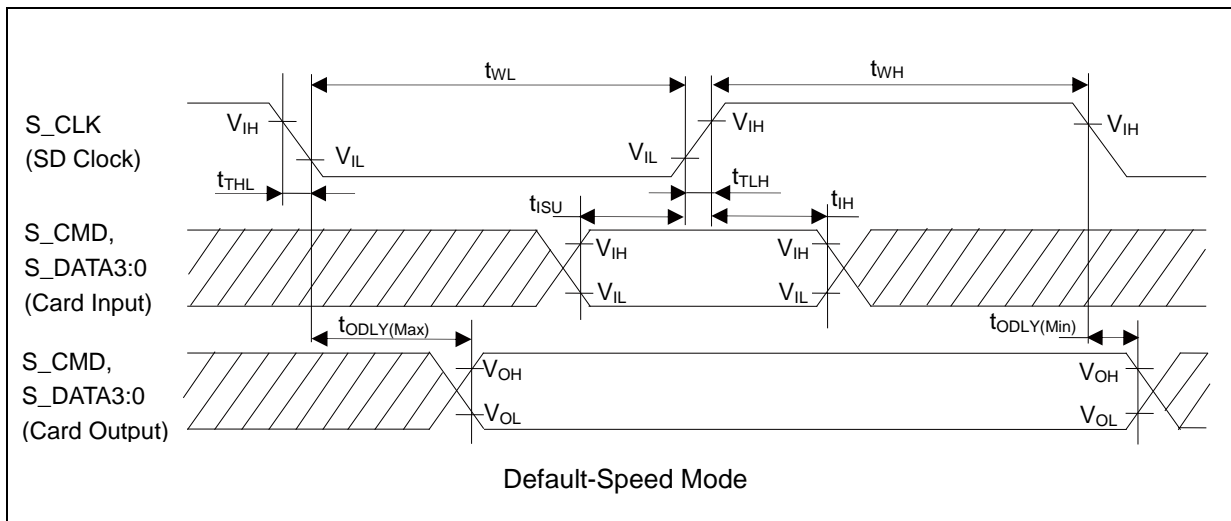 tWL
tWH
S_CLK
(SD Clock)
VIH
VIL
VIL
VIH
VIH
tTHL
tTLH
tISU
tIH
S_CMD,
S_DATA3:0
(Card Input)
VIH
VIL
VIH
VIL
tODLY(Max)
tODLY(Min)
S_CMD,
S_DATA3:0
(Card Output)
VOH
VOL
VOH
VOL
Default-Speed Mode